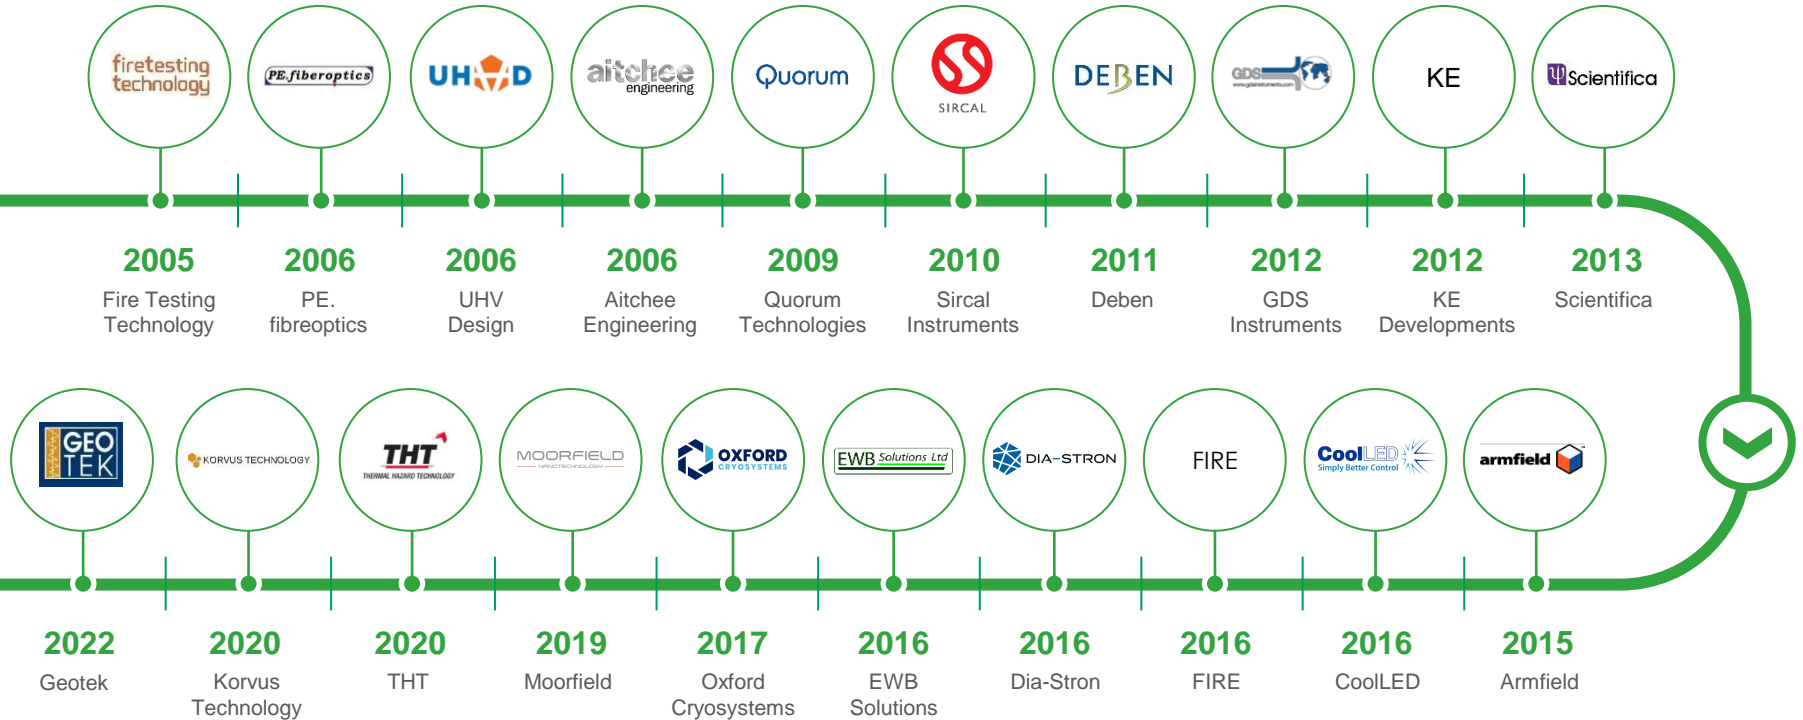 firetesting
technology
PE.fiberoptics
UHVD
aitchee
engineering
Quorum
SIRCAL
DEBEN
GDS
www.gdsinstruments.com
KE
Scientifica
2005
Fire Testing
Technology
2006
PE.
fibreoptics
2006
UHV
Design
2006
Aitchee
Engineering
2009
Quorum
Technologies
2010
Sircal
Instruments
2011
Deben
2012
GDS
Instruments
2012
KE
Developments
2013
Scientifica
GEO
TEK
KORVUS TECHNOLOGY
THT
THERMAL HAZARD TECHNOLOGY
MOORFIELD
NANOTECHNOLOGY
OXFORD
CRYOSYSTEMS
EWB Solutions Ltd
DIA-STRON
FIRE
CoolLED
Simply Better Control
armfield
2022
Geotek
2020
Korvus
Technology
2020
THT
2019
Moorfield
2017
Oxford
Cryosystems
2016
EWB
Solutions
2016
Dia-Stron
2016
FIRE
2016
CoolLED
2015
Armfield